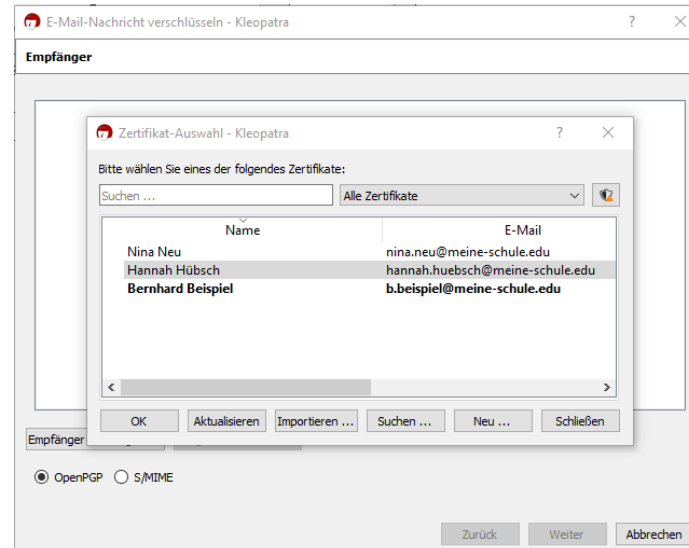 E-Mail-Nachricht verschlüsseln - Kleopatra
Empfänger
Zertifikat-Auswahl - Kleopatra
Bitte wählen Sie eines der folgendes Zertifikate:
Suchen ... Alle Zertifikate
Name E-Mail
Nina Neu nina.neu@meine-schule.edu
Hannah Hübsch hannah.huebsch@meine-schule.edu
Bernhard Beispiel b.beispiel@meine-schule.edu
OK Aktualisieren Importieren ... Suchen ... Neu ... Schließen
Empfänger
OpenPGP S/MIME
Zurück Weiter Abbrechen